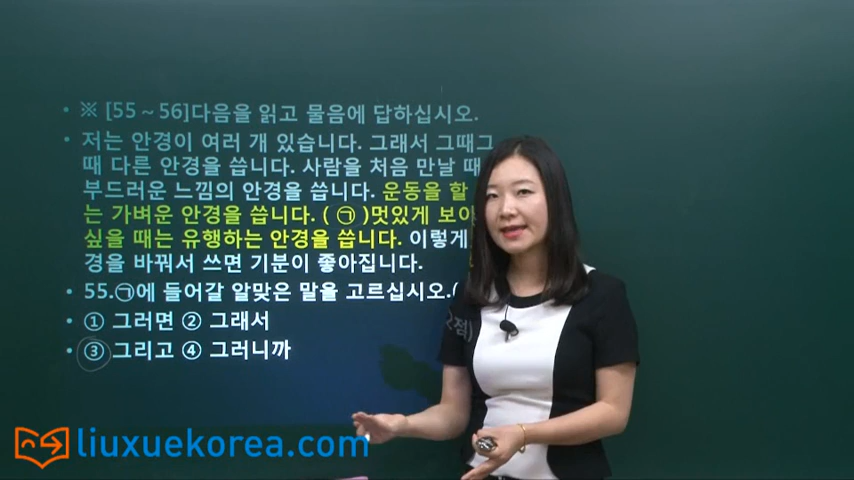 ※ [55～56]다음을 읽고 물음에 답하십시오.
저는 안경이 여러 개 있습니다. 그래서 그때그
때 다른 안경을 씁니다. 사람을 처음 만날 때
부드러운 느낌의 안경을 씁니다. 운동을 할
는 가벼운 안경을 씁니다. ( ㉠ )멋있게 보이
싶을 때는 유행하는 안경을 씁니다. 이렇게
경을 바꿔서 쓰면 기분이 좋아집니다.
55.㉠에 들어갈 알맞은 말을 고르십시오.(
2점)
① 그러면 ② 그래서
③ 그리고 ④ 그러니까
liuxuekorea.com